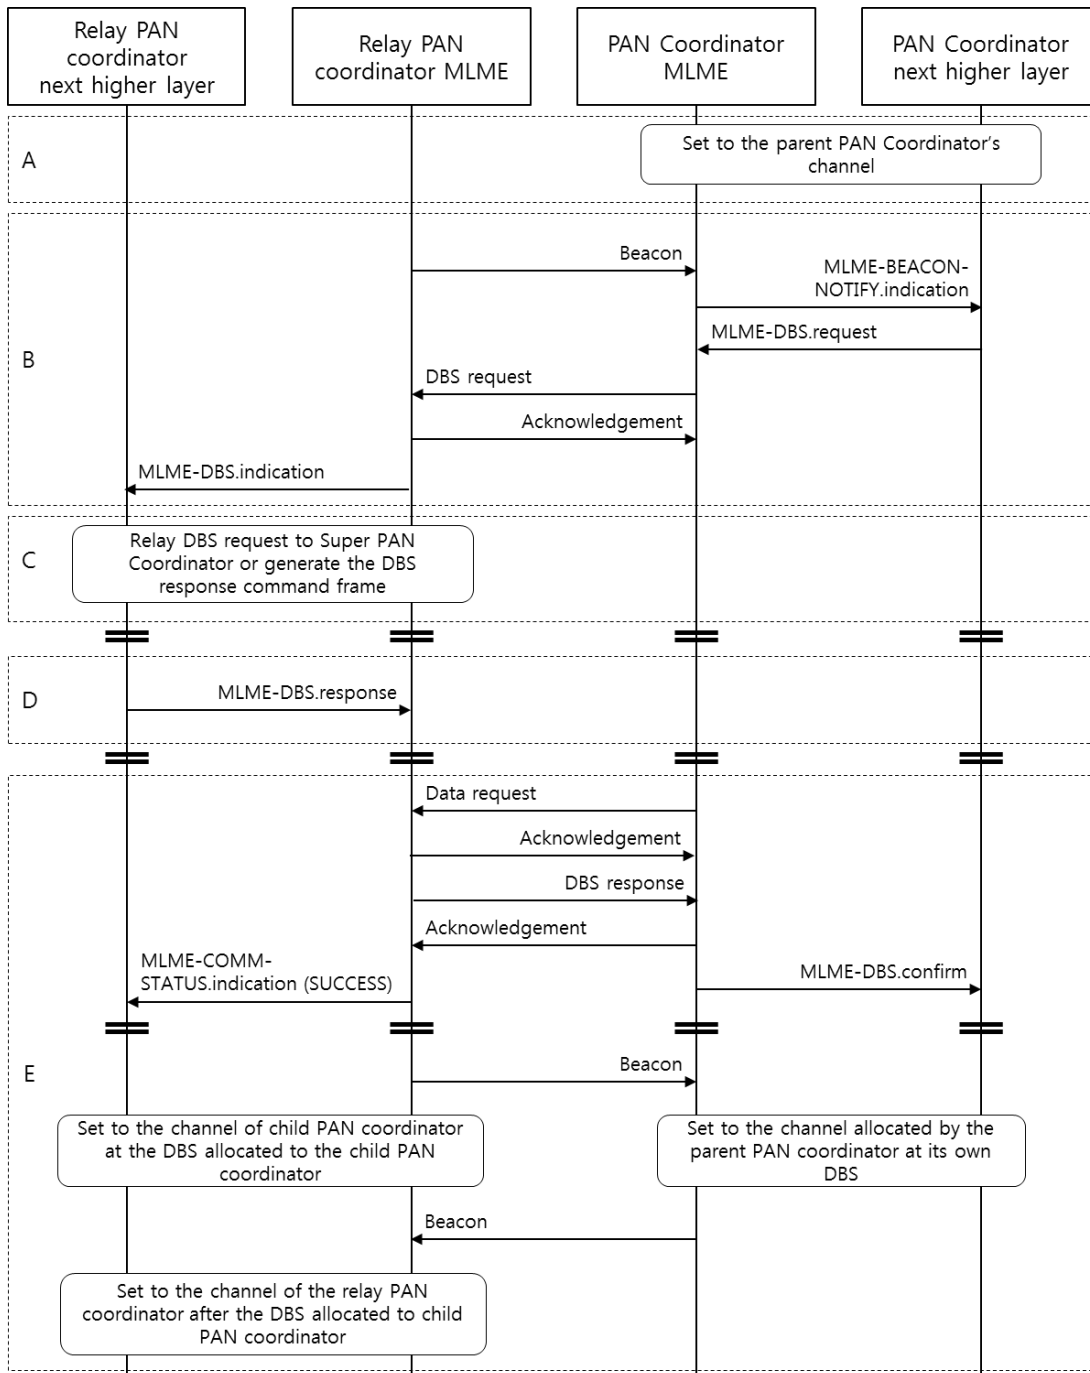 Relay PAN
coordinator
next higher layer
Relay PAN
coordinator MLME
PAN Coordinator
MLME
PAN Coordinator
next higher layer
A
Set to the parent PAN Coordinator's
channel
B
Beacon
MLME-BEACON-
NOTIFY.indication
MLME-DBS.request
DBS request
Acknowledgement
MLME-DBS.indication
C
Relay DBS request to Super PAN
Coordinator or generate the DBS
response command frame
D
MLME-DBS.response
E
Data request
Acknowledgement
DBS response
Acknowledgement
MLME-COMM-
STATUS.indication (SUCCESS)
MLME-DBS.confirm
Beacon
Set to the channel of child PAN coordinator
at the DBS allocated to the child PAN
coordinator
Set to the channel allocated by the
parent PAN coordinator at its own
DBS
Beacon
Set to the channel of the relay PAN
coordinator after the DBS allocated to child
PAN coordinator